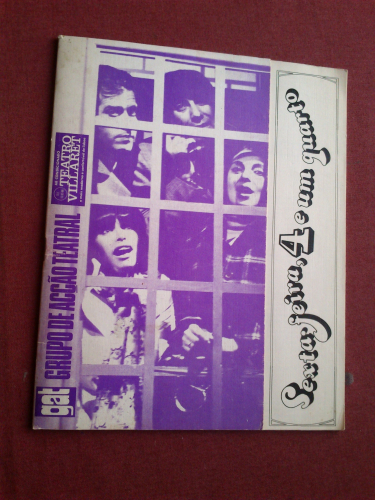 gat GRUPO DE ACÇÃO TEATRAL
TEATRO
VILLARET
Sexta, feira, 4 e um quarto